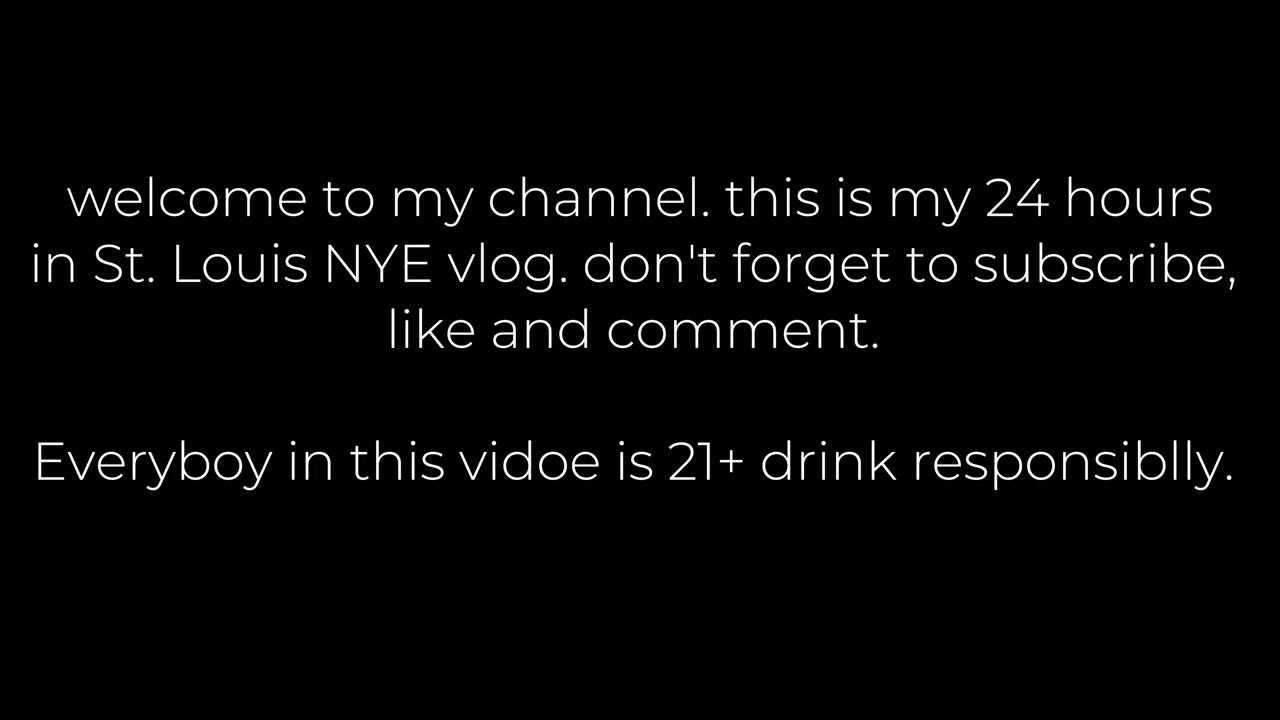 welcome to my channel. this is my 24 hours
in St. Louis NYE vlog. don't forget to subscribe,
like and comment.
Everyboy in this vidoe is 21+ drink responsiblly.